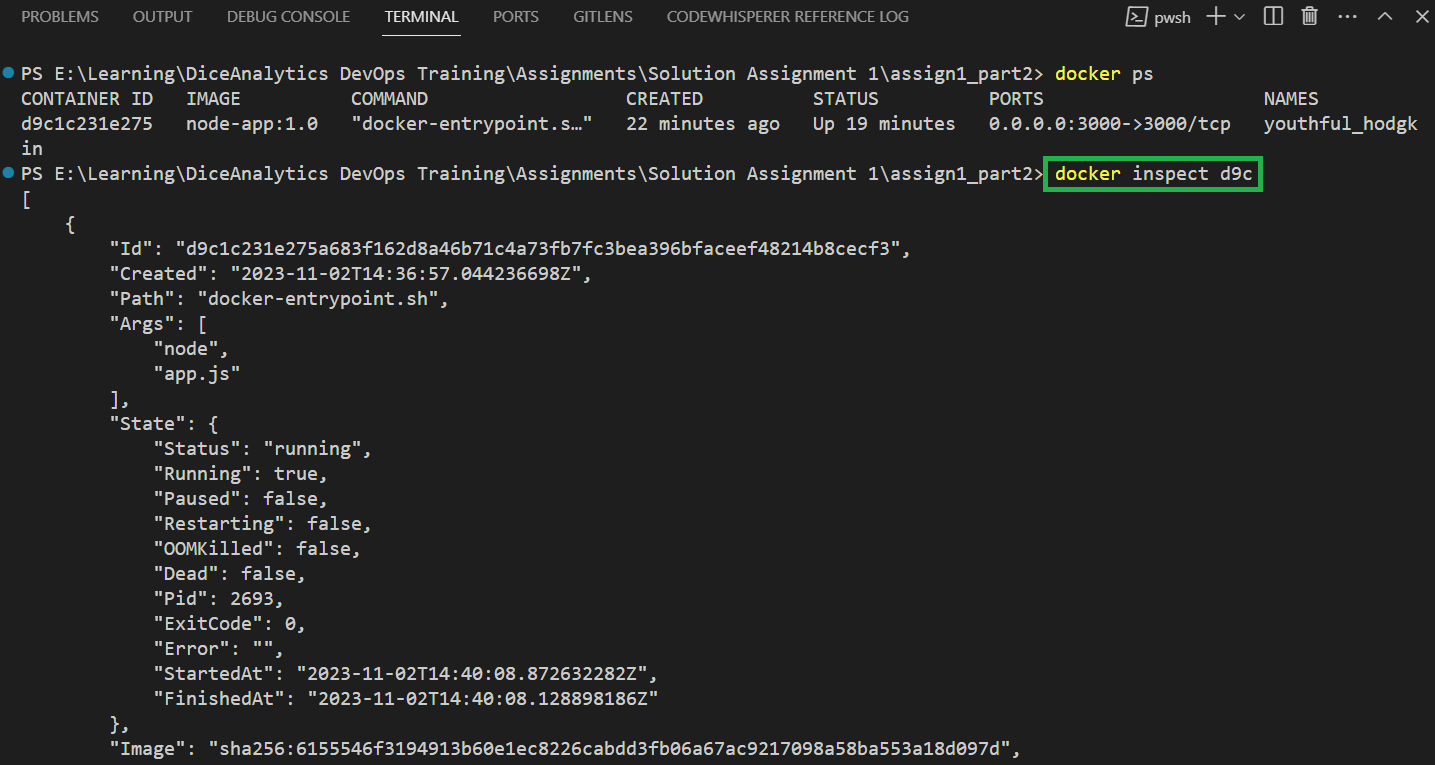 PROBLEMS OUTPUT DEBUG CONSOLE TERMINAL PORTS GITLENS CODEWHISPERER REFERENCE LOG pwsh
PS E:\Learning\DiceAnalytics DevOps Training\Assignments\Solution Assignment 1\assign1_part2> docker ps
CONTAINER ID   IMAGE          COMMAND                  CREATED          STATUS          PORTS                    NAMES
d9c1c231e275   node-app:1.0   "docker-entrypoint.s…"   22 minutes ago   Up 19 minutes   0.0.0.0:3000->3000/tcp   youthful_hodgk
in
PS E:\Learning\DiceAnalytics DevOps Training\Assignments\Solution Assignment 1\assign1_part2> docker inspect d9c
[
    {
        "Id": "d9c1c231e275a683f162d8a46b71c4a73fb7fc3bea396bfaceef48214b8cecf3",
        "Created": "2023-11-02T14:36:57.044236698Z",
        "Path": "docker-entrypoint.sh",
        "Args": [
            "node",
            "app.js"
        ],
        "State": {
            "Status": "running",
            "Running": true,
            "Paused": false,
            "Restarting": false,
            "OOMKilled": false,
            "Dead": false,
            "Pid": 2693,
            "ExitCode": 0,
            "Error": "",
            "StartedAt": "2023-11-02T14:40:08.872632282Z",
            "FinishedAt": "2023-11-02T14:40:08.128898186Z"
        },
        "Image": "sha256:6155546f3194913b60e1ec8226cabdd3fb06a67ac9217098a58ba553a18d097d",